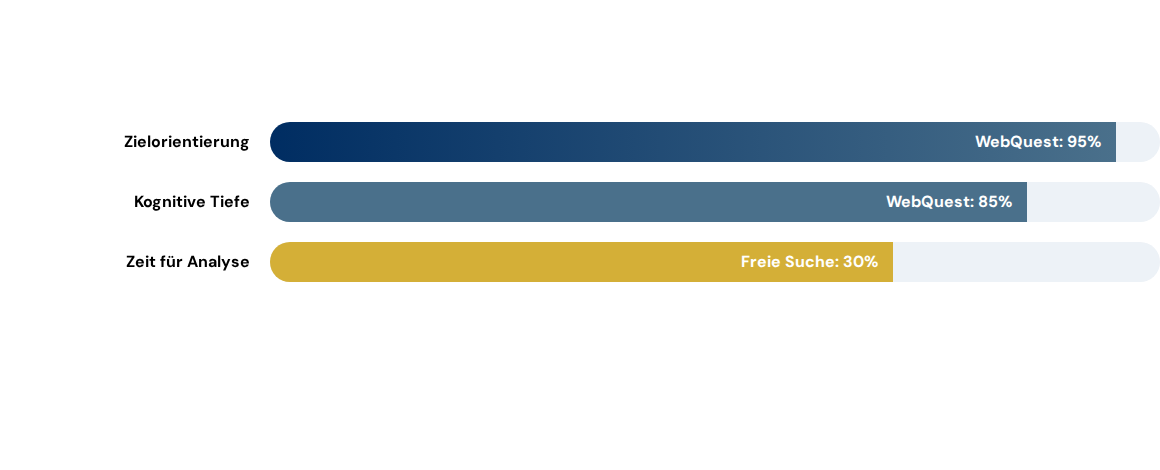 Zielorientierung
WebQuest: 95%
Kognitive Tiefe
WebQuest: 85%
Zeit für Analyse
Freie Suche: 30%